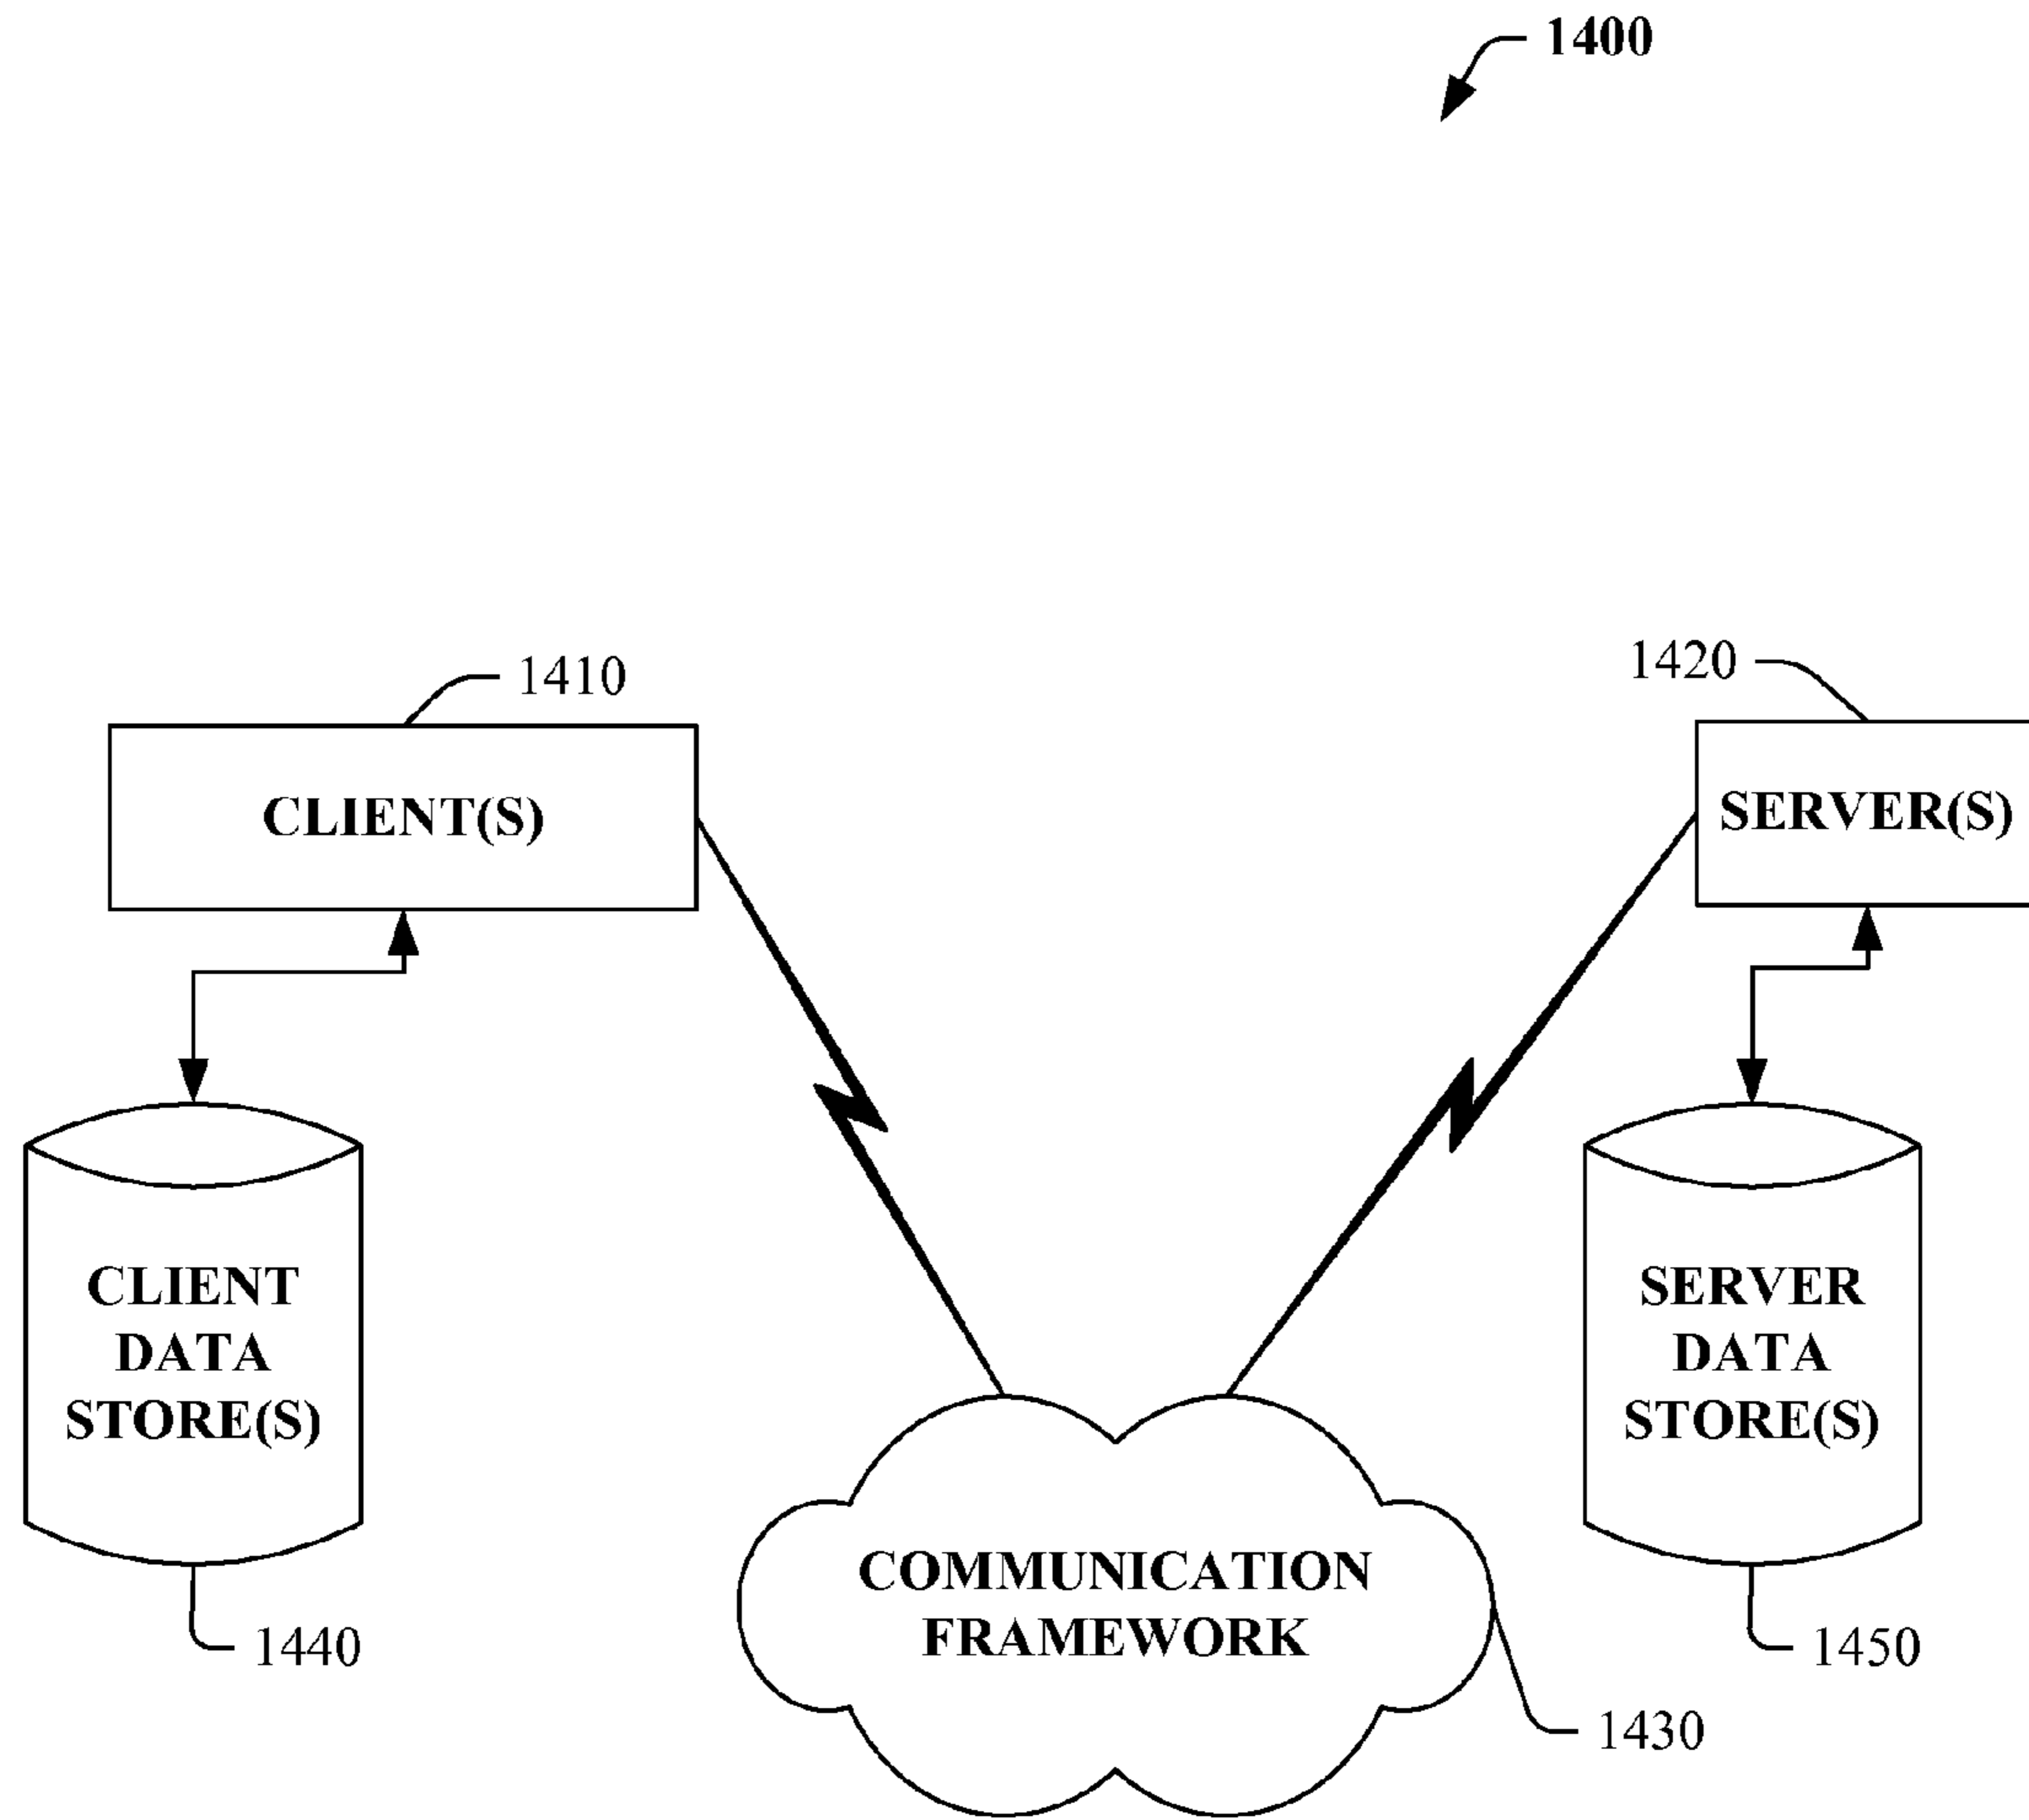 1400
1410
1420
CLIENT(S)
SERVER(S)
CLIENT
DATA
STORE(S)
SERVER
DATA
STORE(S)
COMMUNICATION
FRAMEWORK
1440
1450
1430